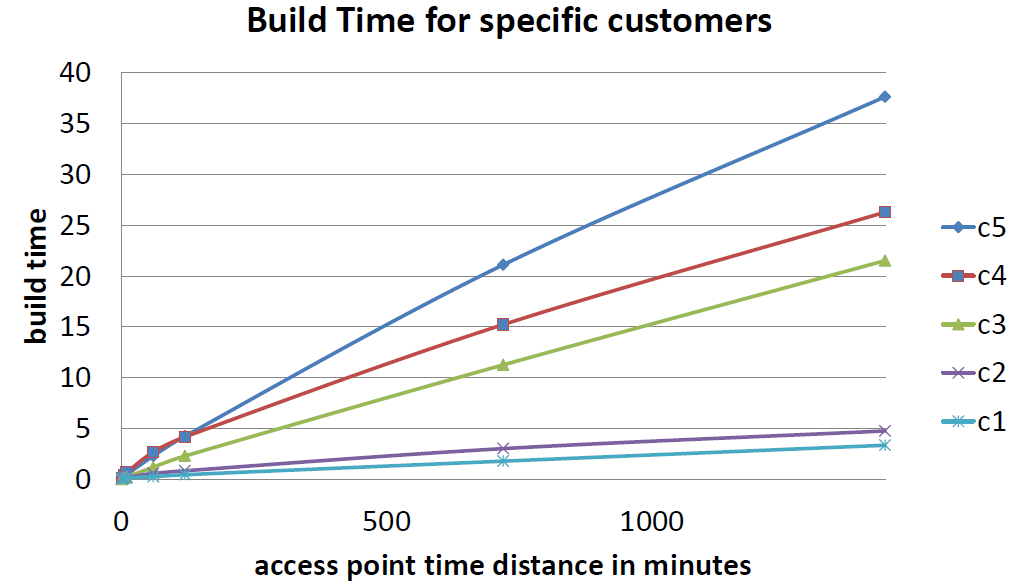 Build Time for specific customers
40
35
30
25
20
15
10
5
0
build time
0 500 1000
access point time distance in minutes
c5
c4
c3
c2
c1